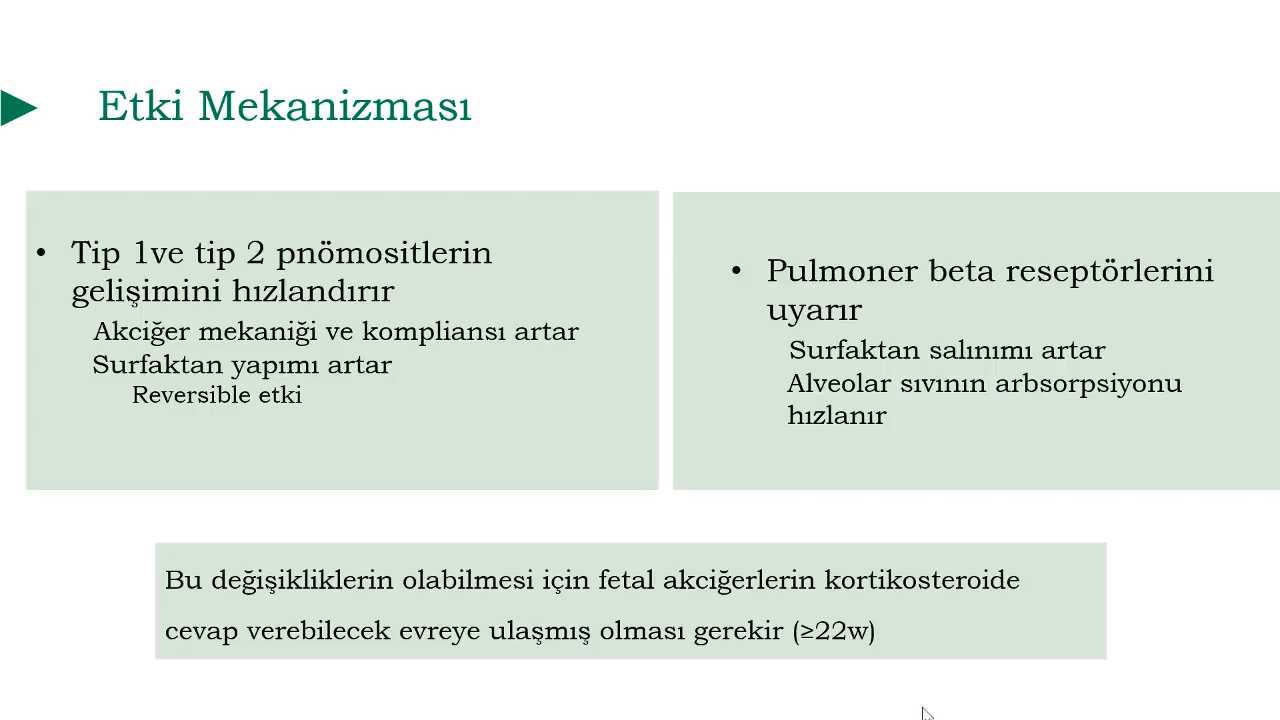 Etki Mekanizması
• Tip 1ve tip 2 pnömositlerin
gelişimini hızlandırır
Akciğer mekaniği ve kompliansı artar
Surfaktan yapımı artar
Reversible etki
• Pulmoner beta reseptörlerini
uyarır
Surfaktan salınımı artar
Alveolar sıvının arbsorpsiyonu
hızlanır
Bu değişikliklerin olabilmesi için fetal akciğerlerin kortikosteroide
cevap verebilecek evreye ulaşmış olması gerekir (≥22w)